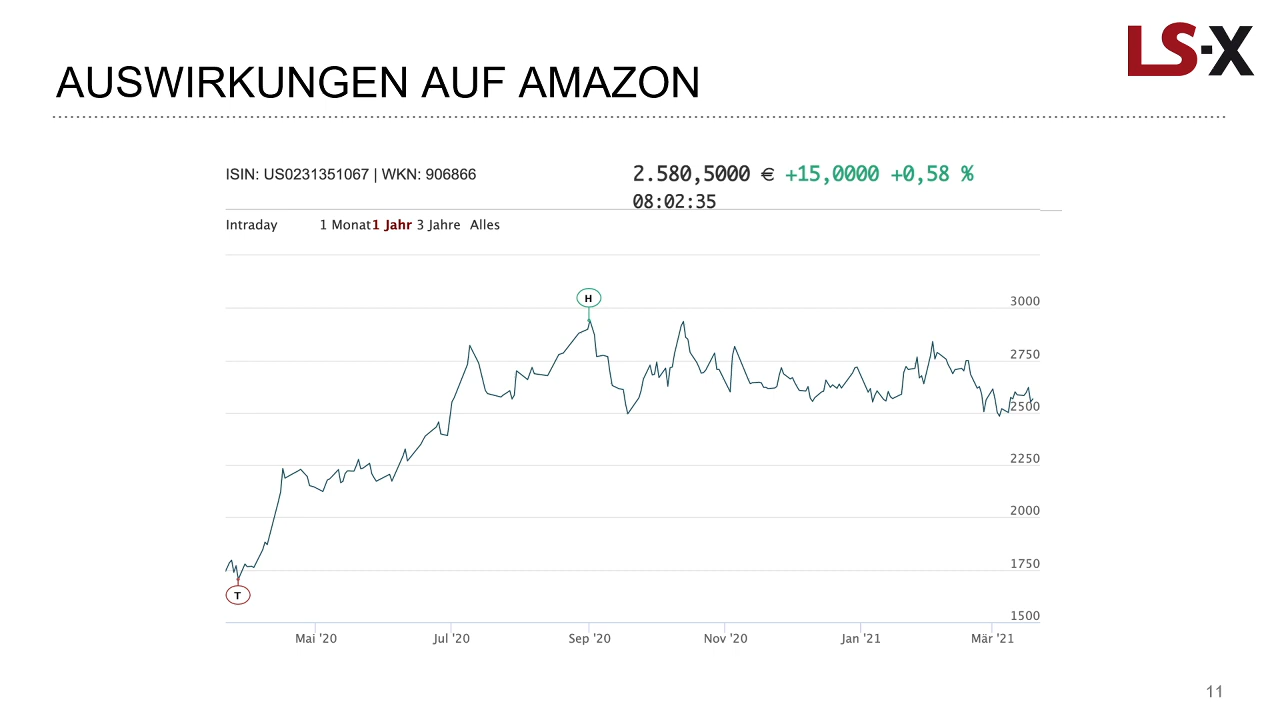 LS-X
AUSWIRKUNGEN AUF AMAZON
ISIN: US0231351067 | WKN: 906866
2.580,5000 € +15,0000 +0,58 %
08:02:35
Intraday 1 Monat 1 Jahr 3 Jahre Alles
H
3000
2750
2500
2250
2000
1750
T
1500
Mai '20 Jul '20 Sep '20 Nov '20 Jan '21 Mär '21
11